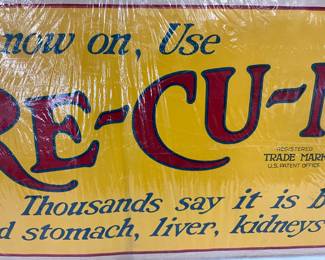 now on, Use
RE-CU-
REGISTERED
TRADE MARK
U.S. PATENT OFFICE
Thousands say it is b
d stomach, liver, kidneys